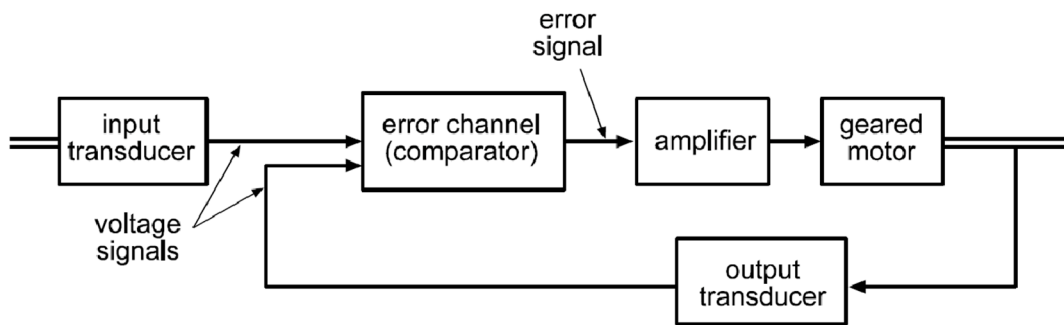 error
signal
input
transducer
error channel
(comparator)
amplifier
geared
motor
voltage
signals
output
transducer